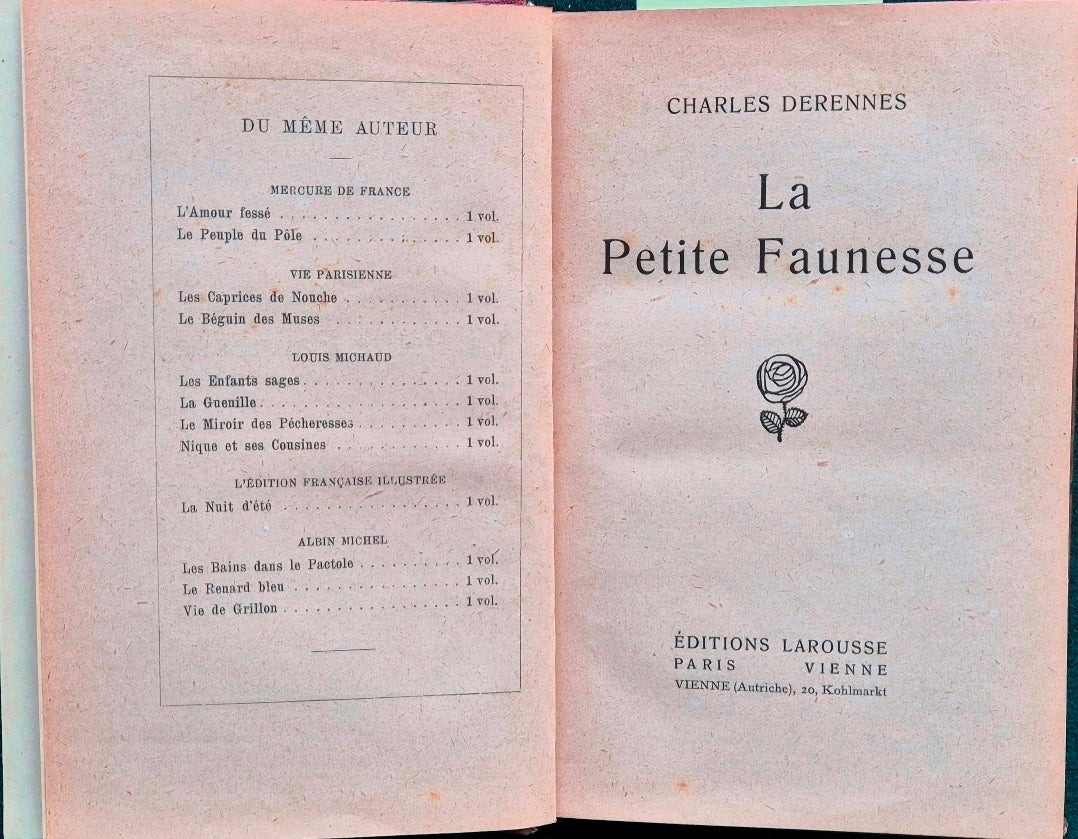 DU MÊME AUTEUR
MERCURE DE FRANCE
L'Amour fessé . . . . . . . . . . . . . . . . . 1 vol.
Le Peuple du Pôle . . . . . . . . . . . . . . 1 vol.
VIE PARISIENNE
Les Caprices de Nouche . . . . . . . . . . . 1 vol.
Le Béguin des Muses . . . . . . . . . . . . 1 vol.
LOUIS MICHAUD
Les Enfants sages . . . . . . . . . . . . . . . 1 vol.
La Guenille . . . . . . . . . . . . . . . . . . . 1 vol.
Le Miroir des Pécheresses . . . . . . . . . . 1 vol.
Nique et ses Cousines . . . . . . . . . . . . 1 vol.
L'ÉDITION FRANÇAISE ILLUSTRÉE
La Nuit d'été . . . . . . . . . . . . . . . . . 1 vol.
ALBIN MICHEL
Les Bains dans le Pactole . . . . . . . . . . 1 vol.
Le Renard bleu . . . . . . . . . . . . . . . . 1 vol.
Vie de Grillon . . . . . . . . . . . . . . . . . 1 vol.
CHARLES DERENNES
La
Petite Faunesse
ÉDITIONS LAROUSSE
PARIS VIENNE
VIENNE (Autriche), 20, Kohlmarkt